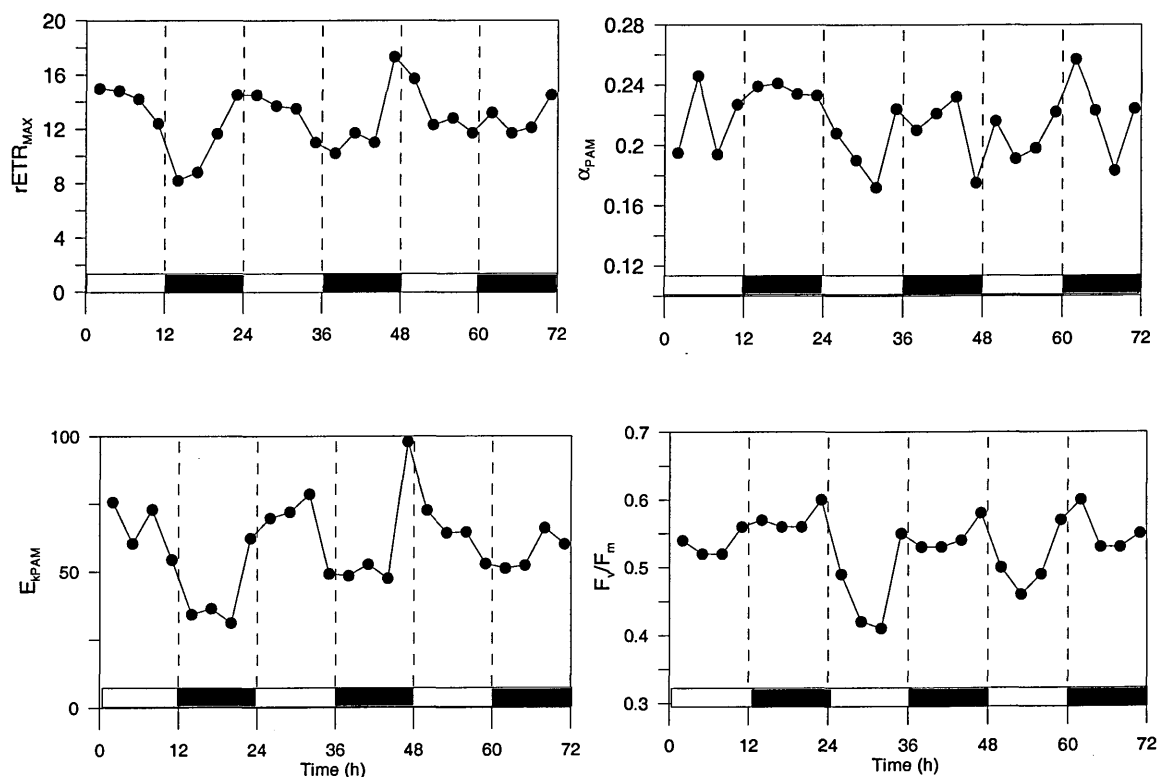 20
16
12
8
4
0
rETR_MAX
0 12 24 36 48 60 72
0.28
0.24
0.2
0.16
0.12
α_PAM
0 12 24 36 48 60 72
100
50
0
E_kPAM
0 12 24 36 48 60 72
Time (h)
0.7
0.6
0.5
0.4
0.3
F_v/F_m
0 12 24 36 48 60 72
Time (h)